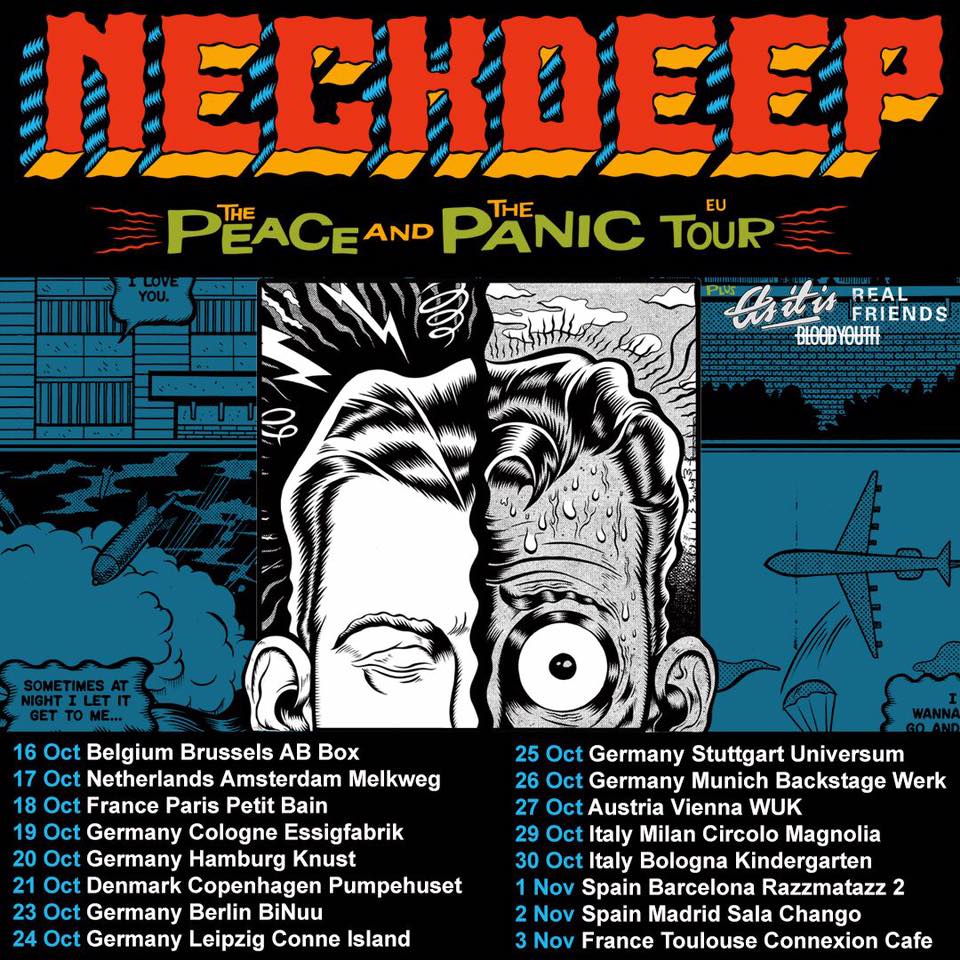 NECK DEEP
THE PEACE AND THE PANIC EU TOUR
I LOVE
YOU.
PLUS As it is REAL
FRIENDS
BLOOD YOUTH
SOMETIMES AT
NIGHT I LET IT
GET TO ME...
I
WANNA
GO AND
16 Oct Belgium Brussels AB Box
17 Oct Netherlands Amsterdam Melkweg
18 Oct France Paris Petit Bain
19 Oct Germany Cologne Essigfabrik
20 Oct Germany Hamburg Knust
21 Oct Denmark Copenhagen Pumpehuset
23 Oct Germany Berlin BiNuu
24 Oct Germany Leipzig Conne Island
25 Oct Germany Stuttgart Universum
26 Oct Germany Munich Backstage Werk
27 Oct Austria Vienna WUK
29 Oct Italy Milan Circolo Magnolia
30 Oct Italy Bologna Kindergarten
1 Nov Spain Barcelona Razzmatazz 2
2 Nov Spain Madrid Sala Chango
3 Nov France Toulouse Connexion Cafe